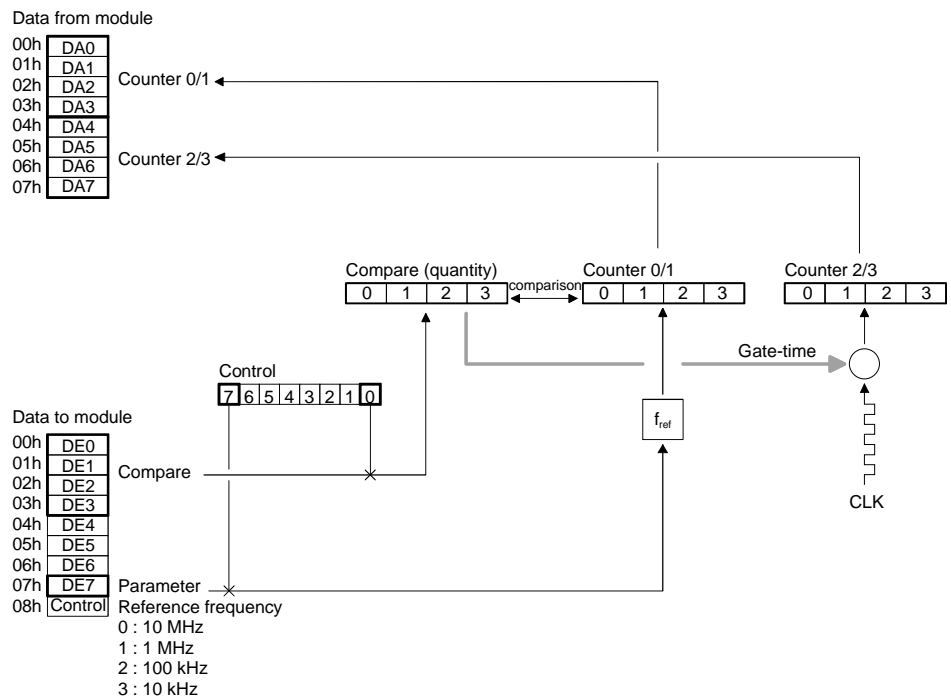 Data from module
00h DA0
01h DA1
02h DA2
03h DA3
04h DA4
05h DA5
06h DA6
07h DA7
Counter 0/1
Counter 2/3
Compare (quantity)
0 1 2 3
comparison
Counter 0/1
0 1 2 3
Counter 2/3
0 1 2 3
Gate-time
Control
7 6 5 4 3 2 1 0
fref
CLK
Data to module
00h DE0
01h DE1
02h DE2
03h DE3
04h DE4
05h DE5
06h DE6
07h DE7
08h Control
Compare
Parameter
Reference frequency
0 : 10 MHz
1 : 1 MHz
2 : 100 kHz
3 : 10 kHz